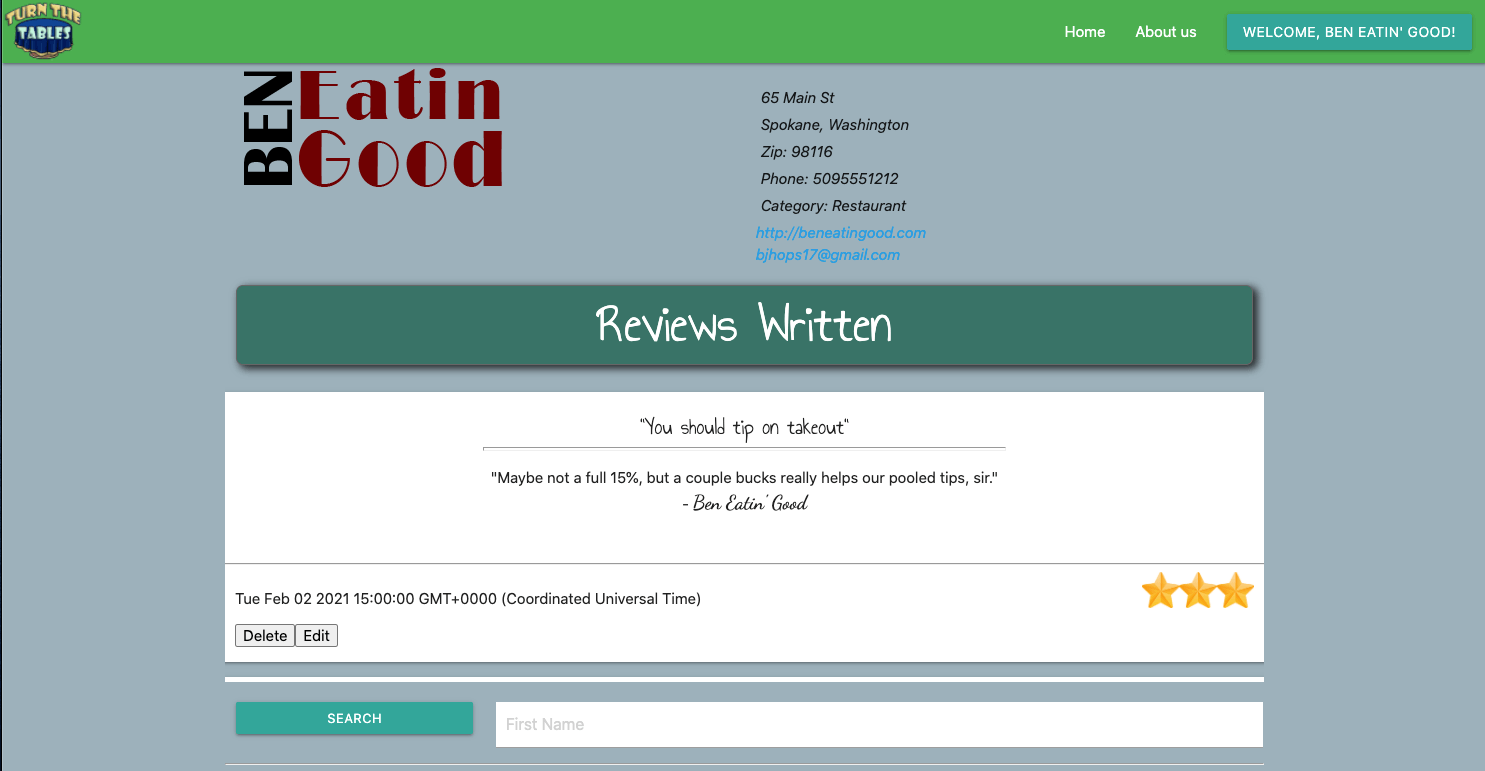 TURN THE
TABLES
Home
About us
WELCOME, BEN EATIN' GOOD!
BEN
Eatin
Good
65 Main St
Spokane, Washington
Zip: 98116
Phone: 5095551212
Category: Restaurant
http://beneatingood.com
bjhops17@gmail.com
Reviews Written
"You should tip on takeout"
"Maybe not a full 15%, but a couple bucks really helps our pooled tips, sir."
- Ben Eatin' Good
Tue Feb 02 2021 15:00:00 GMT+0000 (Coordinated Universal Time)
Delete
Edit
SEARCH
First Name